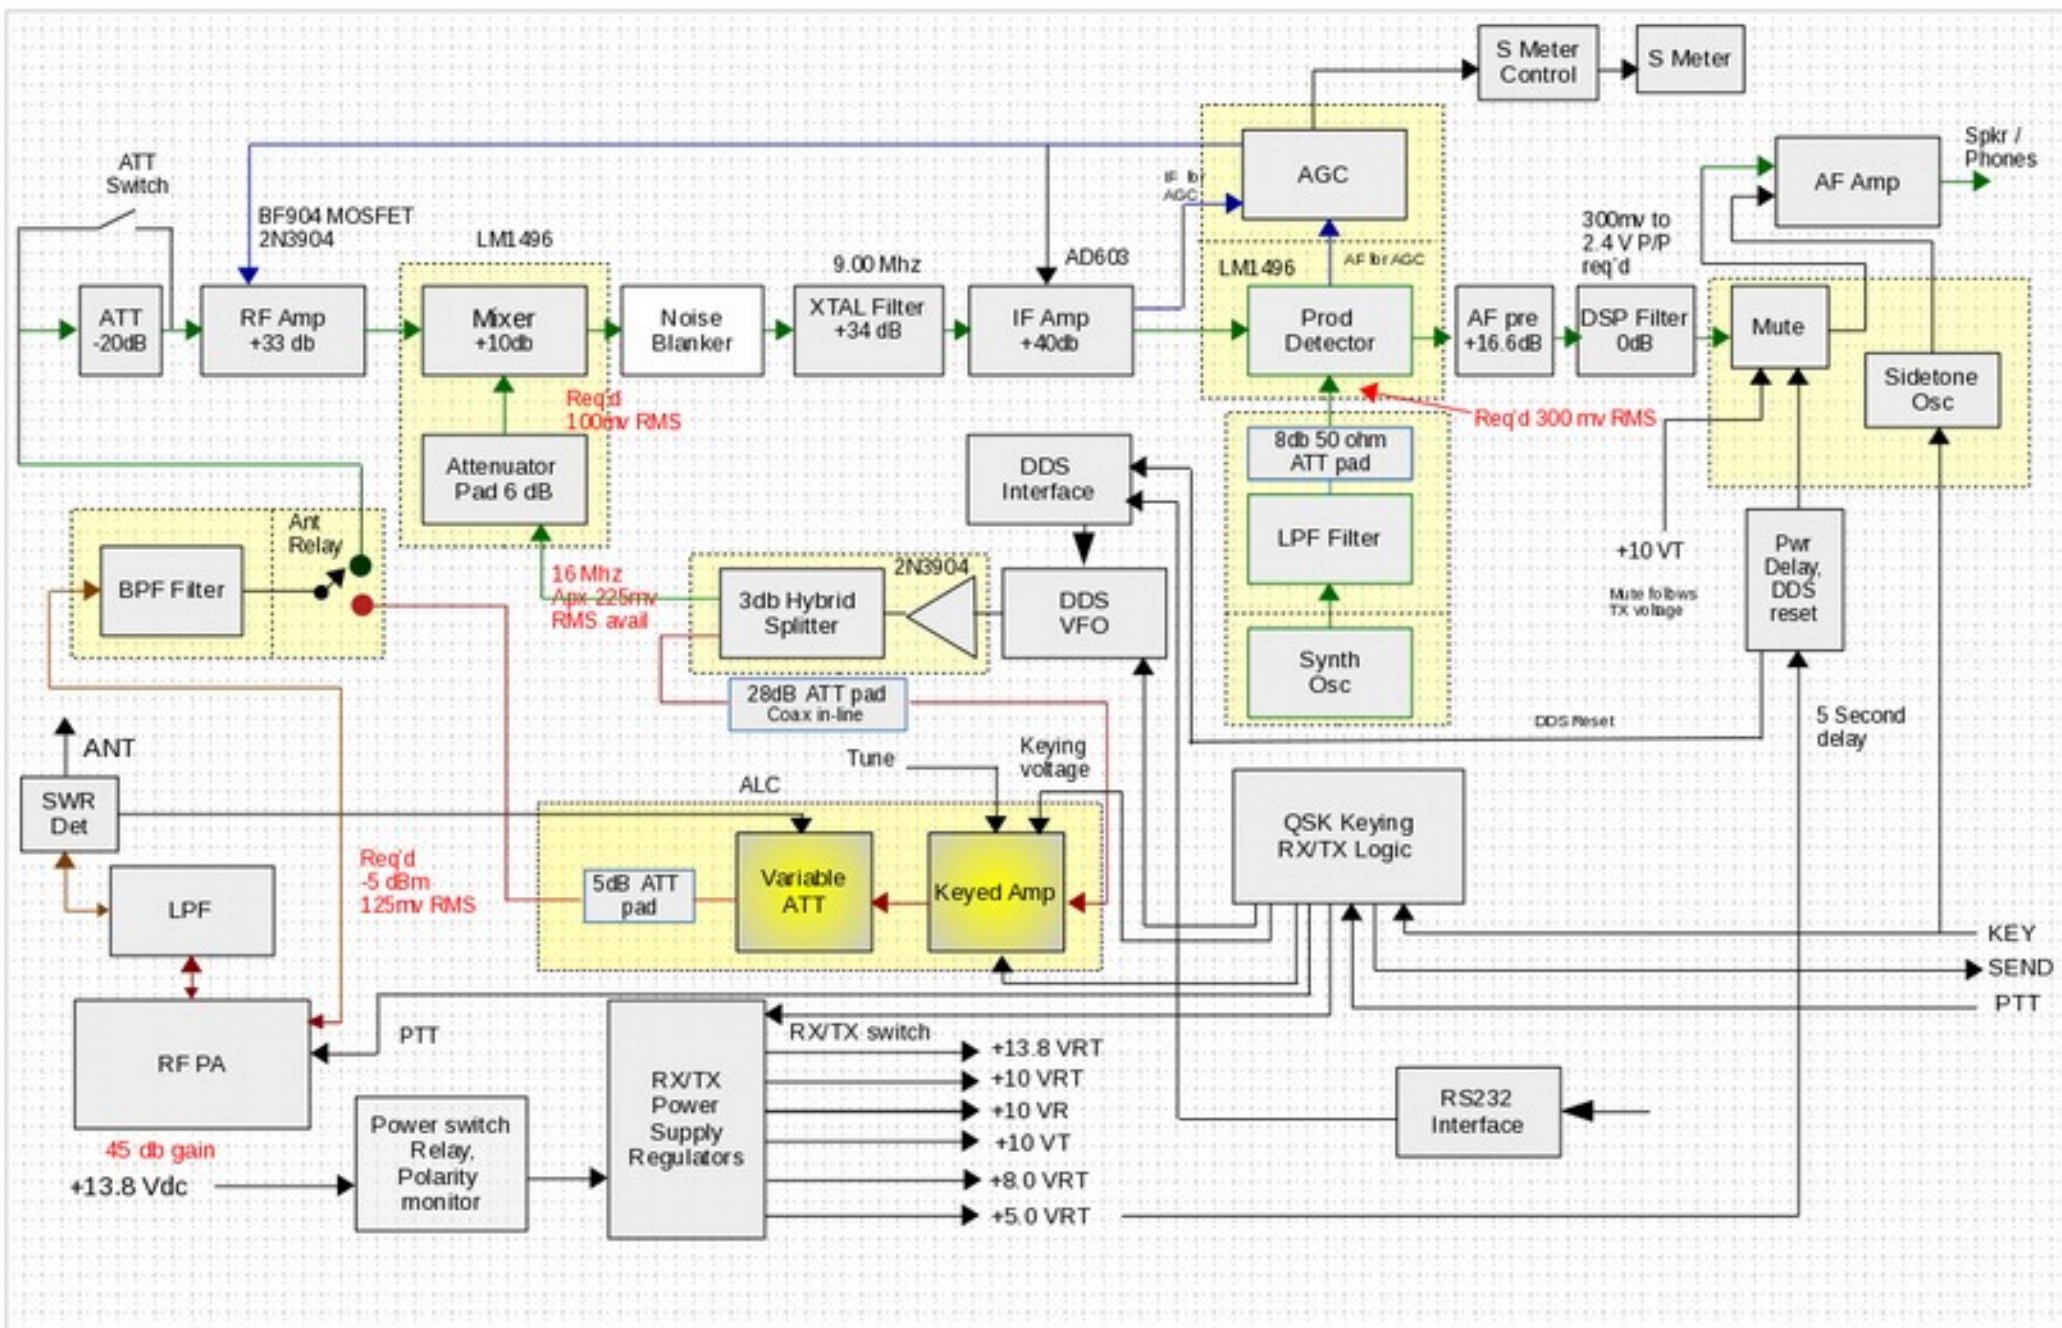 S Meter
Control
S Meter
ATT
Switch
BF904 MOSFET
2N3904
LM1496
9.00 Mhz
AD603
IF for
AGC
AGC
LM1496
AF for AGC
300mv to
2.4 V P/P
req'd
AF Amp
Spkr /
Phones
ATT
-20dB
RF Amp
+33 db
Mixer
+10db
Noise
Blanker
XTAL Filter
+34 dB
IF Amp
+40db
Prod
Detector
AF pre
+16.6dB
DSP Filter
0dB
Mute
Sidetone
Osc
Req'd
100mv RMS
Req'd 300 mv RMS
Attenuator
Pad 6 dB
DDS
Interface
8db 50 ohm
ATT pad
LPF Filter
Synth
Osc
+10 VT
Mute follows
TX voltage
Pwr
Delay,
DDS
reset
Ant
Relay
BPF Filter
16 Mhz
Apx 225mv
RMS avail
2N3904
3db Hybrid
Splitter
DDS
VFO
28dB ATT pad
Coax in-line
DDS Reset
5 Second
delay
ANT
SWR
Det
ALC
Tune
Keying
voltage
QSK Keying
RX/TX Logic
LPF
Req'd
-5 dBm
125mv RMS
5dB ATT
pad
Variable
ATT
Keyed Amp
KEY
SEND
PTT
RF PA
PTT
45 db gain
+13.8 Vdc
Power switch
Relay,
Polarity
monitor
RX/TX
Power
Supply
Regulators
RX/TX switch
+13.8 VRT
+10 VRT
+10 VR
+10 VT
+8.0 VRT
+5.0 VRT
RS232
Interface